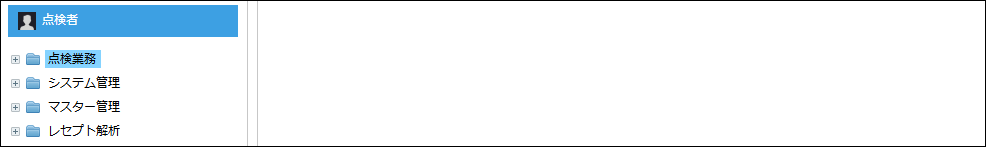 点検者
点検業務
システム管理
マスター管理
レセプト解析